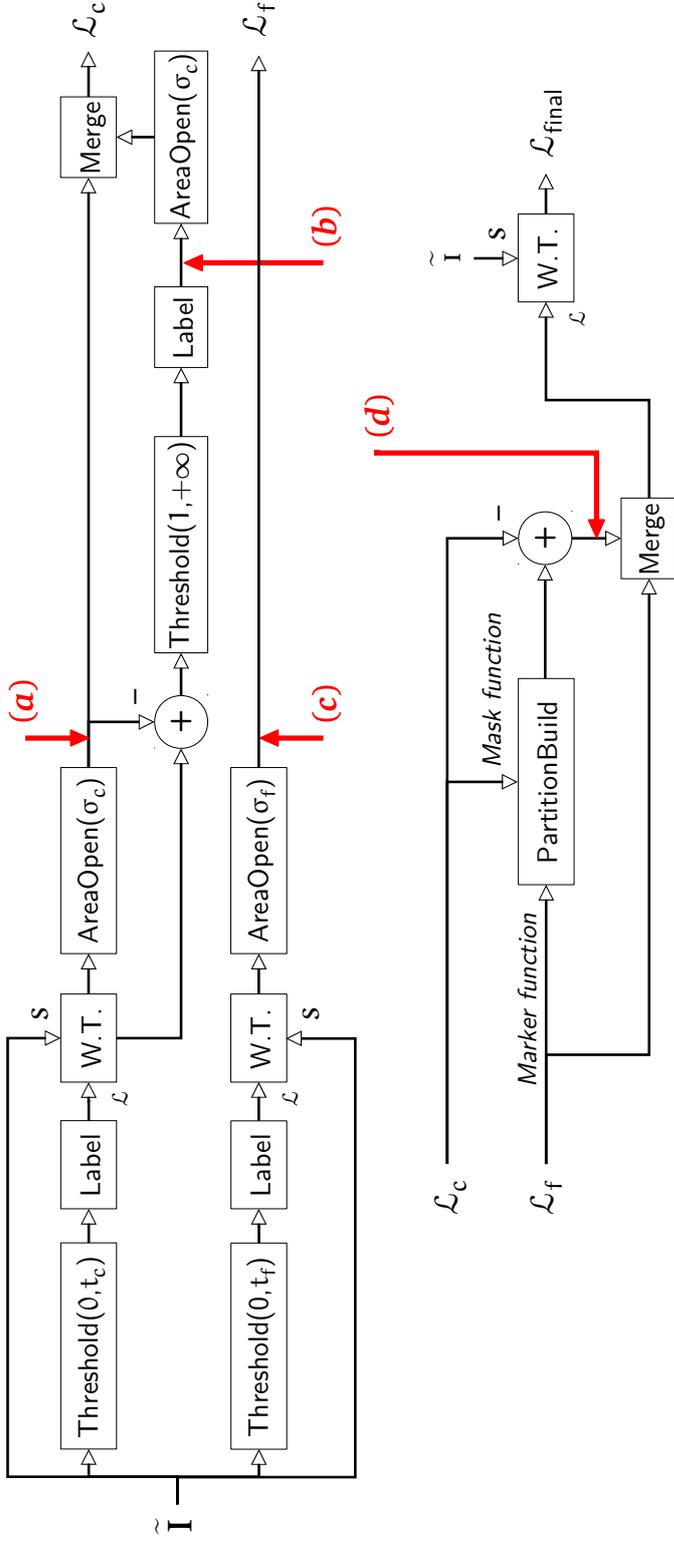 Ĩ
Threshold(0,t_c)
Label
ℒ
W.T.
S
AreaOpen(σ_c)
(a)
−
+
Threshold(1,+∞)
Label
(b)
AreaOpen(σ_c)
Merge
ℒ_c
Threshold(0,t_f)
Label
ℒ
W.T.
S
AreaOpen(σ_f)
(c)
ℒ_f
ℒ_c
ℒ_f
Marker function
Mask function
PartitionBuild
−
+
(d)
Merge
ℒ
Ĩ
S
W.T.
ℒ_final